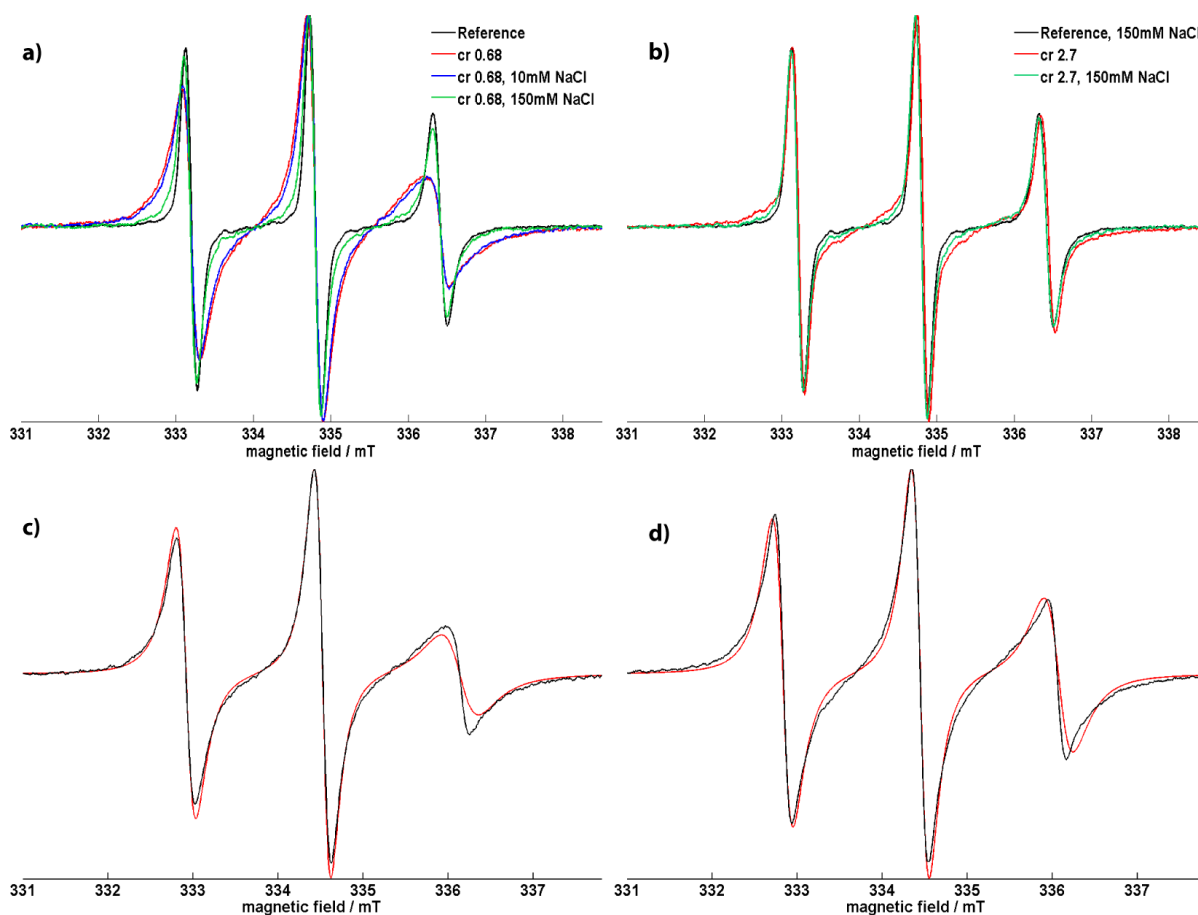 a)
Reference
cr 0.68
cr 0.68, 10mM NaCl
cr 0.68, 150mM NaCl
331 332 333 334 335 336 337 338
magnetic field / mT
b)
Reference, 150mM NaCl
cr 2.7
cr 2.7, 150mM NaCl
331 332 333 334 335 336 337 338
magnetic field / mT
c)
331 332 333 334 335 336 337
magnetic field / mT
d)
331 332 333 334 335 336 337
magnetic field / mT